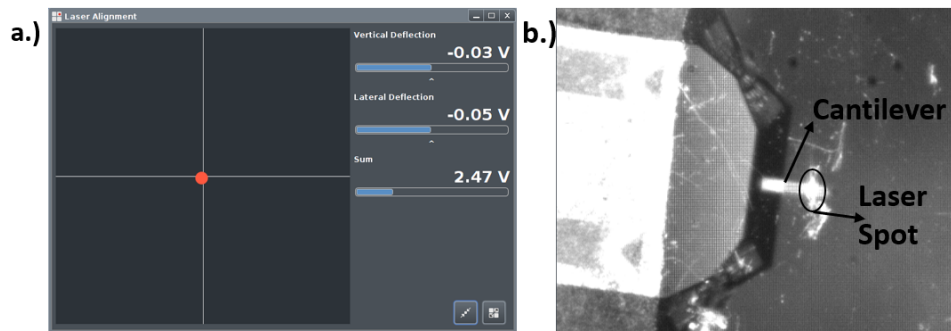 a.)
Laser Alignment
Vertical Deflection
-0.03 V
Lateral Deflection
-0.05 V
Sum
2.47 V
b.)
Cantilever
Laser
Spot